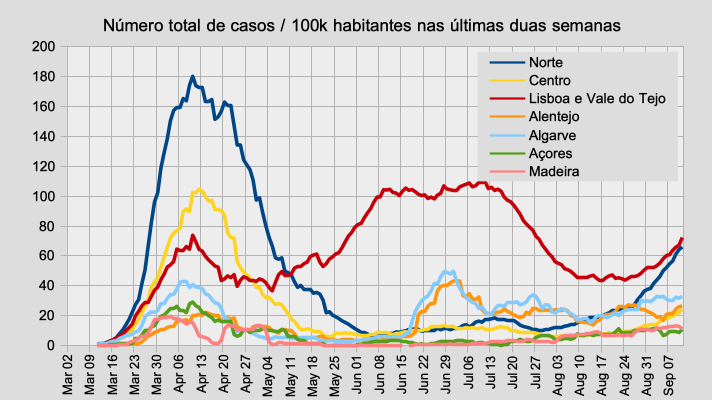 Número total de casos / 100k habitantes nas últimas duas semanas
200
180
160
140
120
100
80
60
40
20
0
Norte
Centro
Lisboa e Vale do Tejo
Alentejo
Algarve
Açores
Madeira
Mar 02
Mar 09
Mar 16
Mar 23
Mar 30
Apr 06
Apr 13
Apr 20
Apr 27
May 04
May 11
May 18
May 25
Jun 01
Jun 08
Jun 15
Jun 22
Jun 29
Jul 06
Jul 13
Jul 20
Jul 27
Aug 03
Aug 10
Aug 17
Aug 24
Aug 31
Sep 07